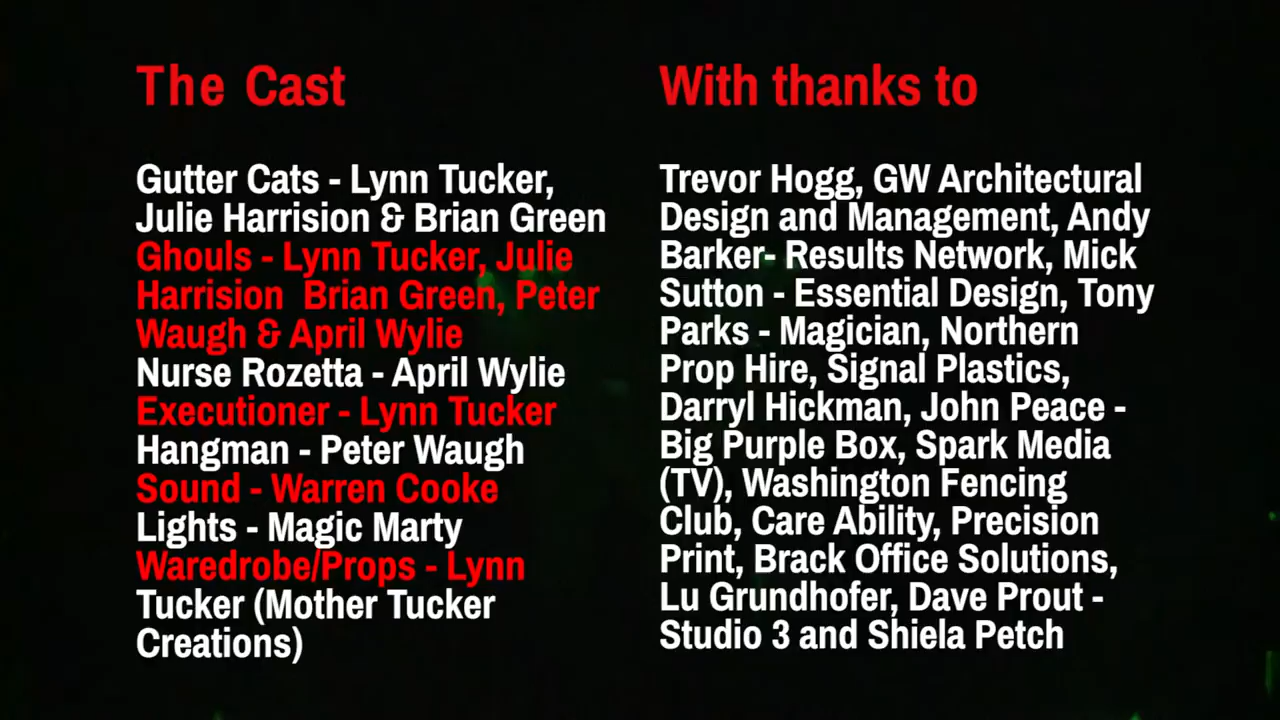 The Cast
Gutter Cats - Lynn Tucker,
Julie Harrision & Brian Green
Ghouls - Lynn Tucker, Julie
Harrision  Brian Green, Peter
Waugh & April Wylie
Nurse Rozetta - April Wylie
Executioner - Lynn Tucker
Hangman - Peter Waugh
Sound - Warren Cooke
Lights - Magic Marty
Waredrobe/Props - Lynn
Tucker (Mother Tucker
Creations)
With thanks to
Trevor Hogg, GW Architectural
Design and Management, Andy
Barker- Results Network, Mick
Sutton - Essential Design, Tony
Parks - Magician, Northern
Prop Hire, Signal Plastics,
Darryl Hickman, John Peace -
Big Purple Box, Spark Media
(TV), Washington Fencing
Club, Care Ability, Precision
Print, Brack Office Solutions,
Lu Grundhofer, Dave Prout -
Studio 3 and Shiela Petch